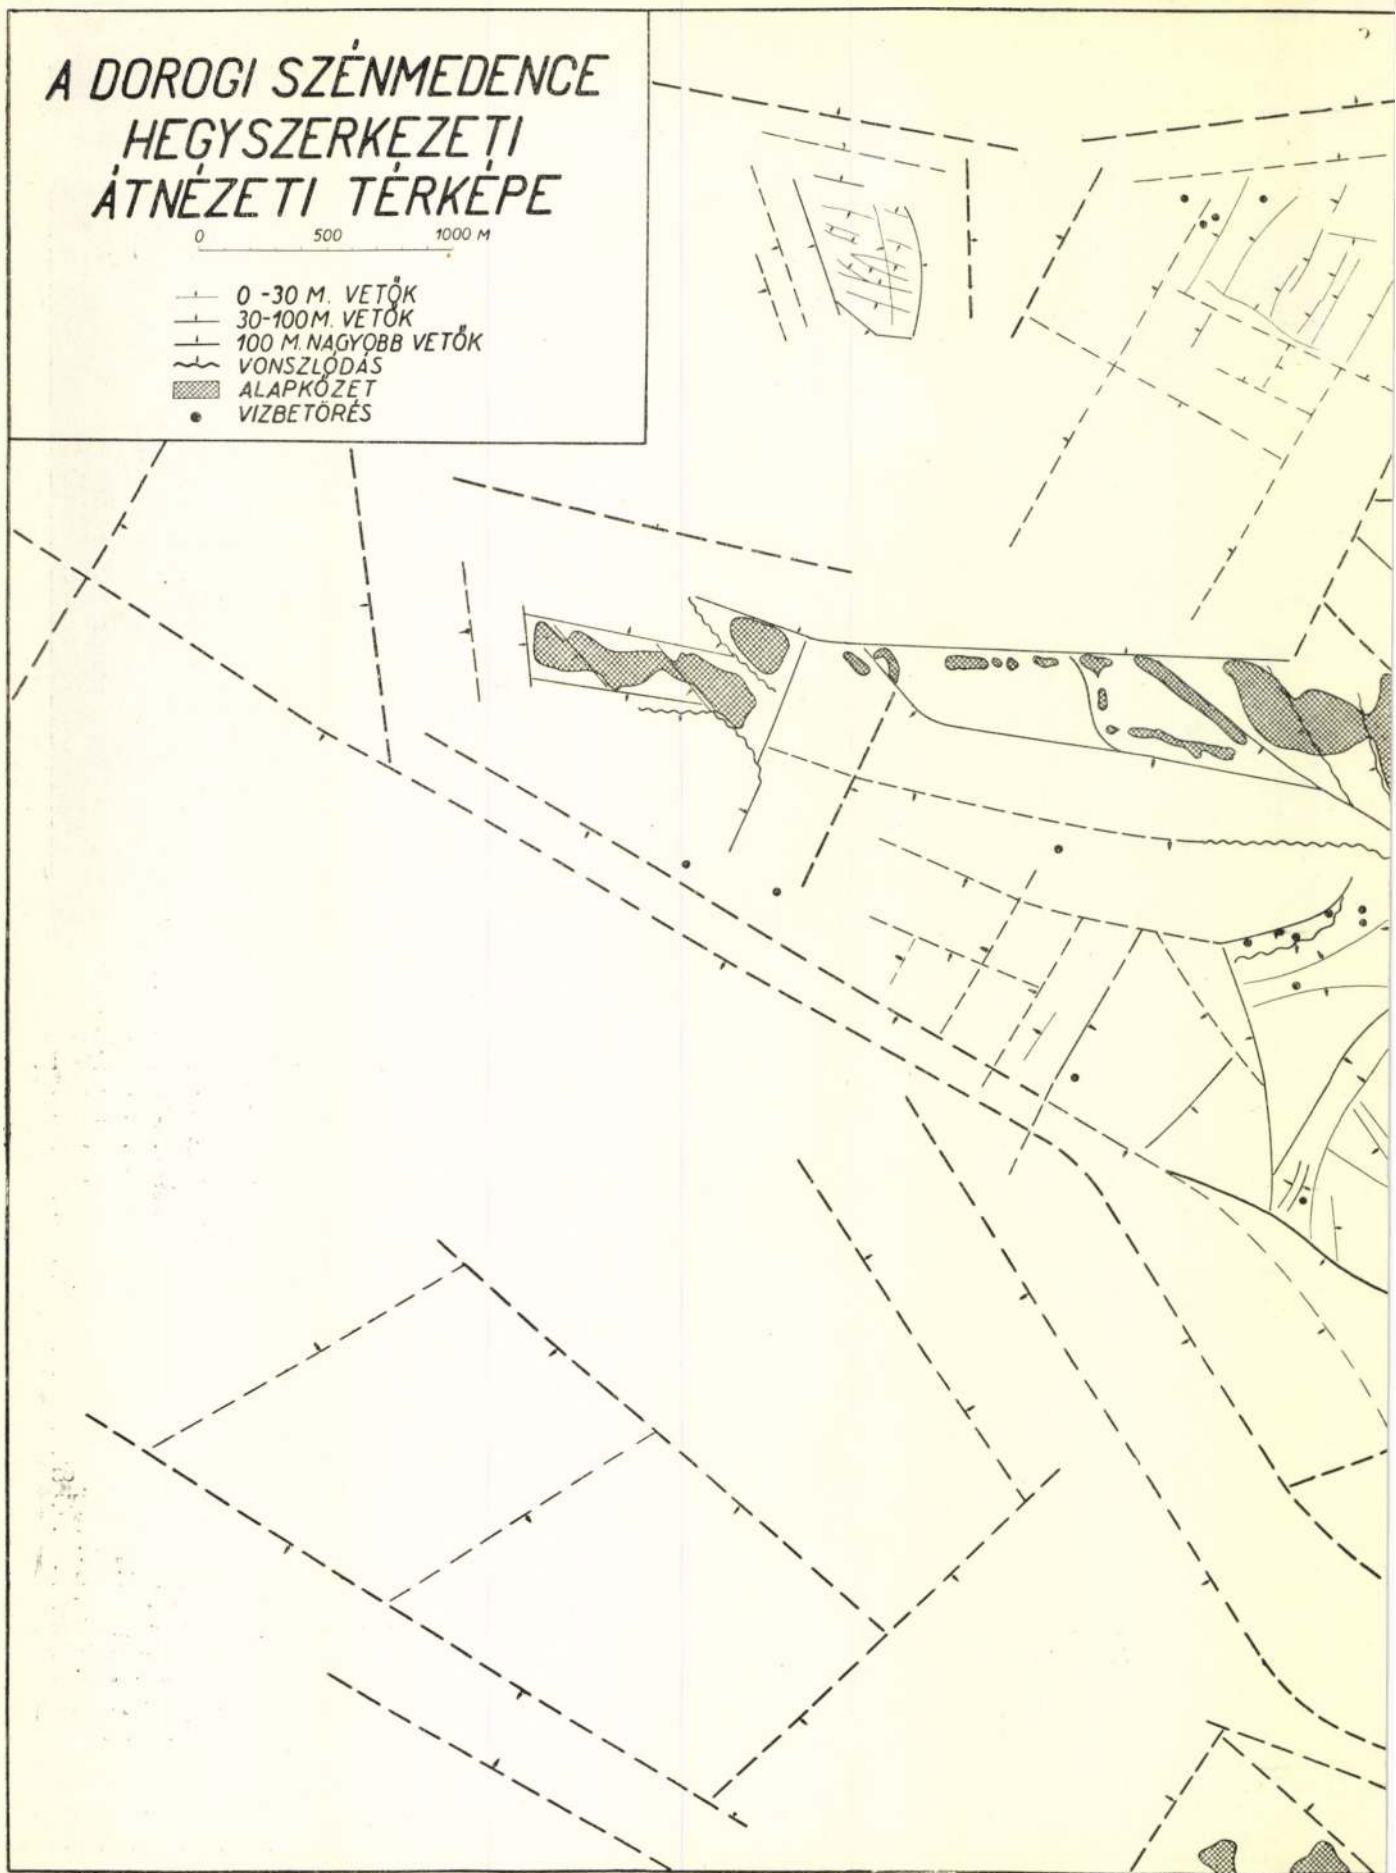 A DOROGI SZÉNMEDENCE
HEGYSZERKEZETI
ÁTNÉZETI TÉRKÉPE
0 500 1000 M
0-30 M. VETŐK
30-100 M. VETŐK
100 M. NAGYOBB VETŐK
VONSZLÓDÁS
ALAPKŐZET
VIZBETÖRÉS